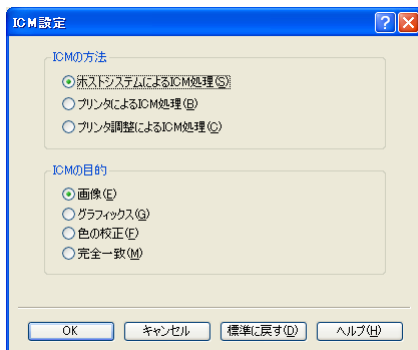 ICM設定
ICMの方法
ホストシステムによるICM処理(S)
プリンタによるICM処理(B)
プリンタ調整によるICM処理(C)
ICMの目的
画像(E)
グラフィックス(G)
色の校正(F)
完全一致(M)
OK キャンセル 標準に戻す(D) ヘルプ(H)